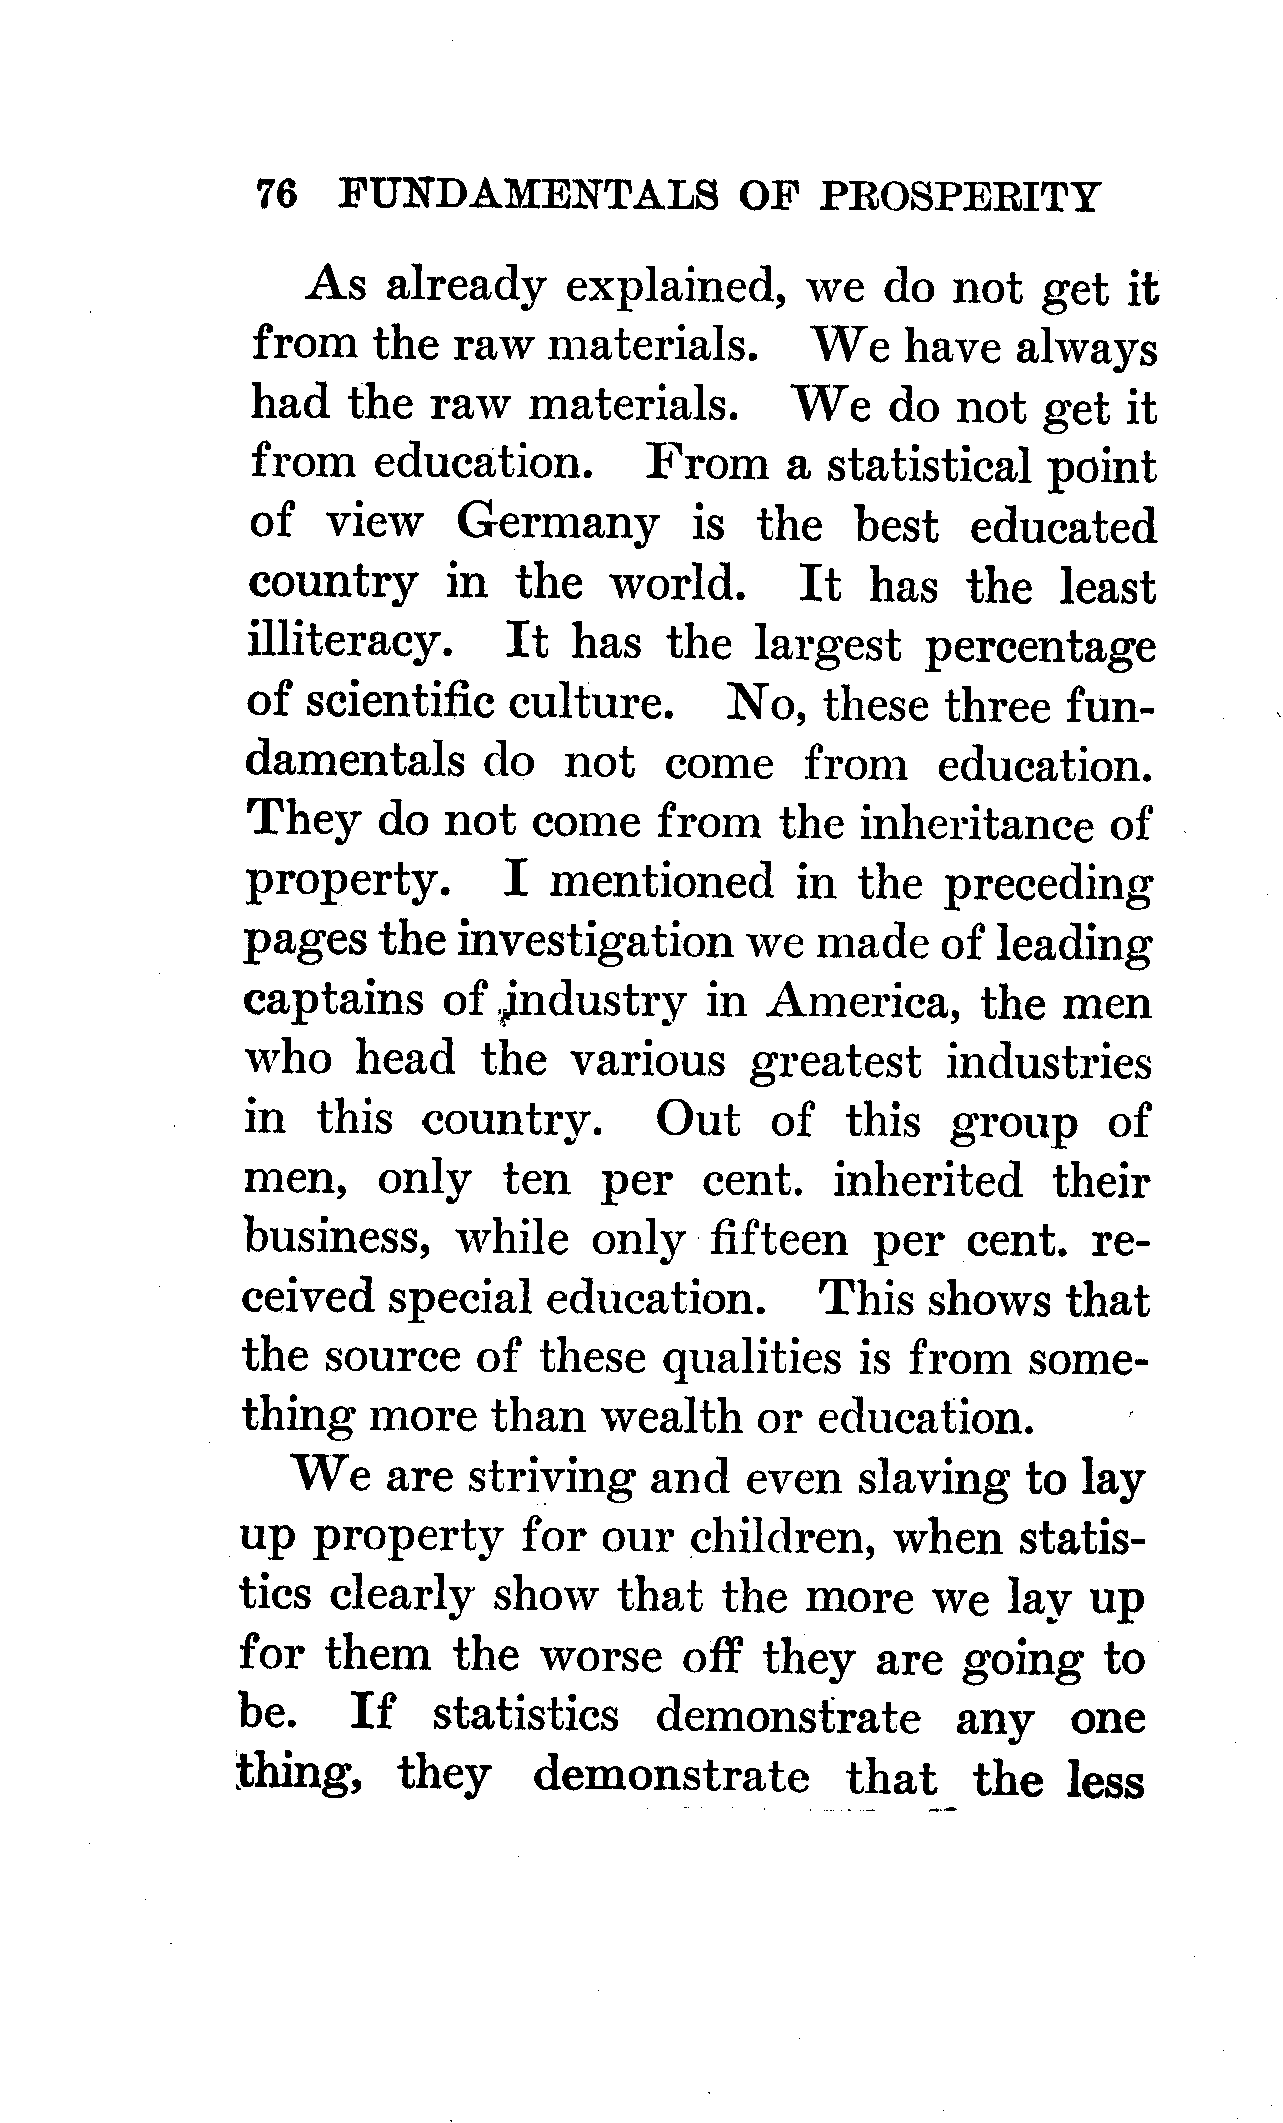 76 FUNDAMENTALS OF PROSPERITY
As already explained, we do not get it
from the raw materials. We have always
had the raw materials. We do not get it
from education. From a statistical point
of view Germany is the best educated
country in the world. It has the least
illiteracy. It has the largest percentage
of scientific culture. No, these three fun-
damentals do not come from education.
They do not come from the inheritance of
property. I mentioned in the preceding
pages the investigation we made of leading
captains of industry in America, the men
who head the various greatest industries
in this country. Out of this group of
men, only ten per cent. inherited their
business, while only fifteen per cent. re-
ceived special education. This shows that
the source of these qualities is from some-
thing more than wealth or education.
We are striving and even slaving to lay
up property for our children, when statis-
tics clearly show that the more we lay up
for them the worse off they are going to
be. If statistics demonstrate any one
thing, they demonstrate that the less